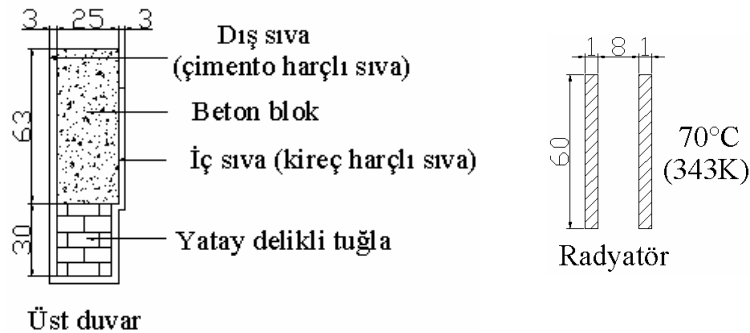 3 25 3
Dış sıva
(çimento harçlı sıva)
Beton blok
63
İç sıva (kireç harçlı sıva)
30
Yatay delikli tuğla
Üst duvar
1 8 1
60
70°C
(343K)
Radyatör